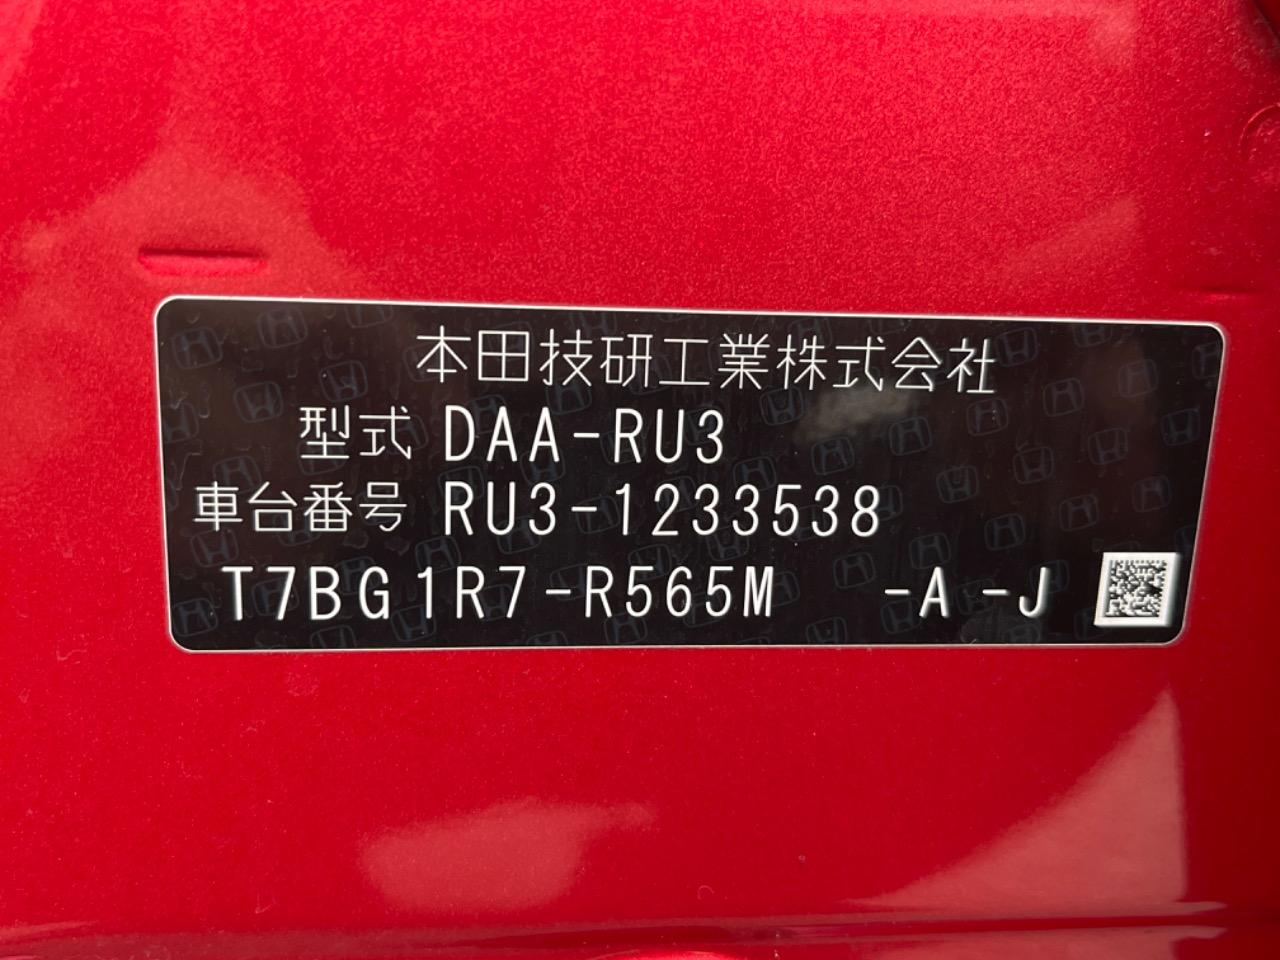 本田技研工業株式会社
型式 DAA-RU3
車台番号 RU3-1233538
T7BG1R7-R565M -A -J